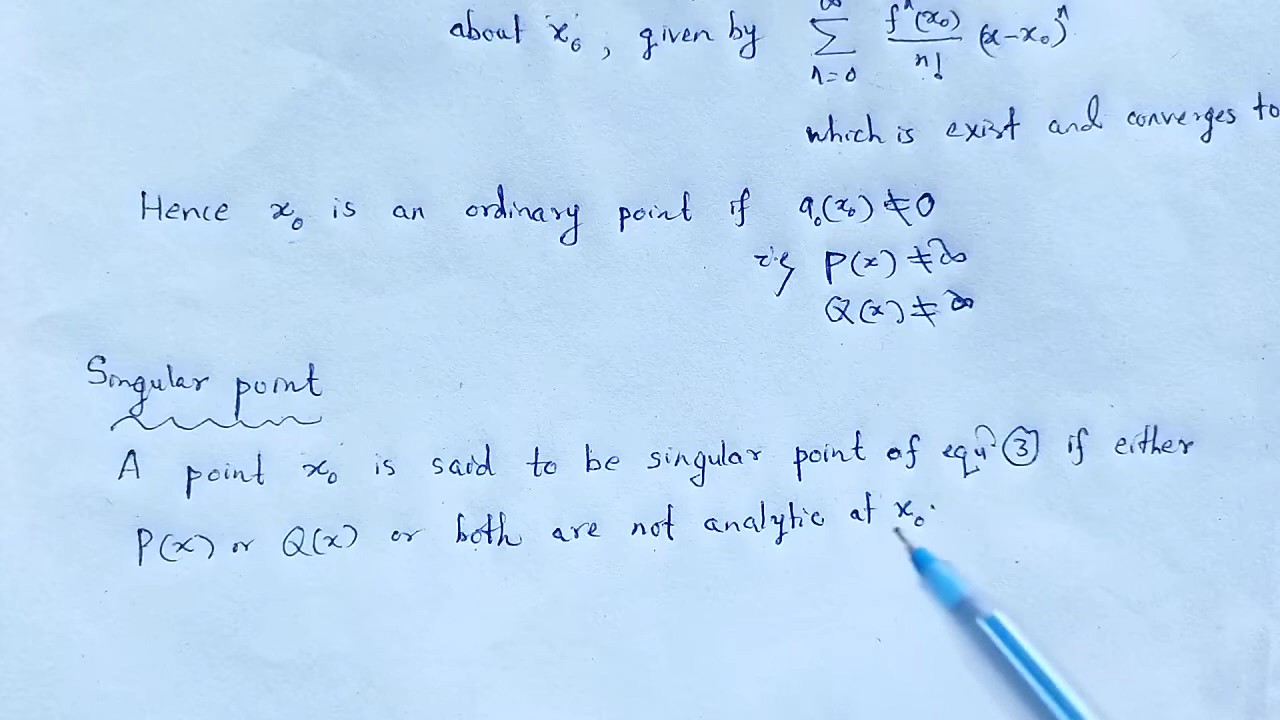 about x₀, given by ∞ ∑ n=0 fⁿ(x₀) / n! (x-x₀)ⁿ
which is exist and converges to
Hence x₀ is an ordinary point if a₀(x₀) ≠ 0
i.e., P(x) ≠ ∞
Q(x) ≠ ∞
Singular point
A point x₀ is said to be singular point of equⁿ ③ if either
P(x) or Q(x) or both are not analytic at x₀.